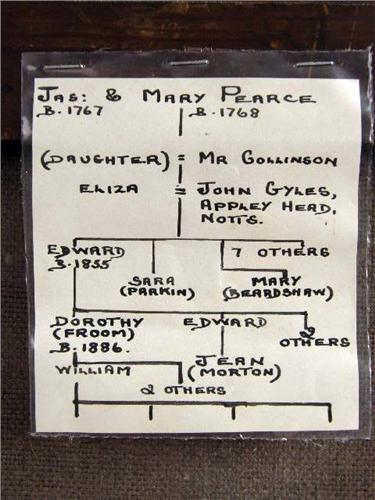 JAS: & MARY PEARCE
B. 1767 B. 1768
(DAUGHTER) = MR GOLLINSON
ELIZA = JOHN GYLES,
APPLEY HEAD,
NOTTS.
EDWARD 7 OTHERS
B. 1855
SARA MARY
(PARKIN) (BEARDSHAW)
DOROTHY EDWARD
(FROOM) OTHERS
B. 1886. JEAN
WILLIAM (MORTON)
2 OTHERS